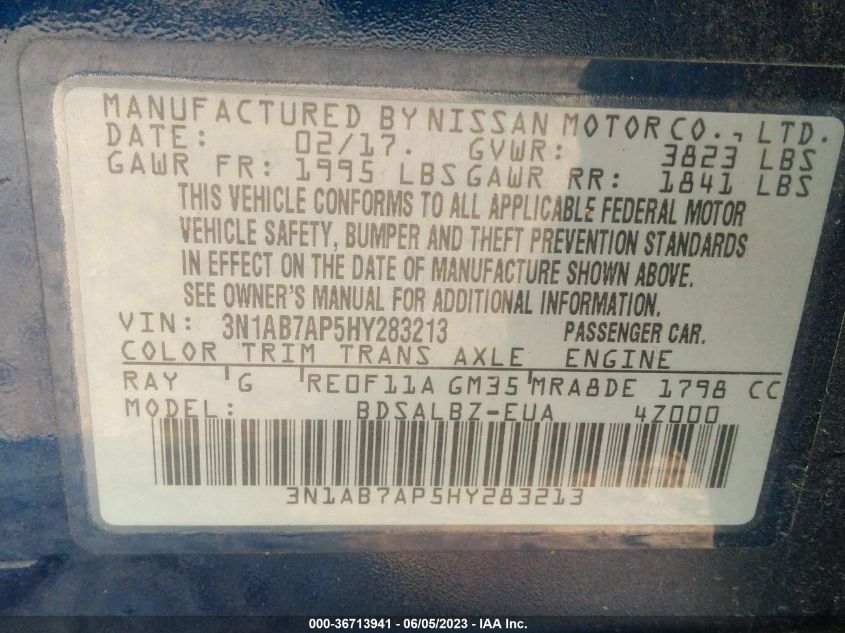 MANUFACTURED BY NISSAN MOTOR CO., LTD.
DATE: 02/17. GVWR: 3823 LBS
GAWR FR: 1995 LBS GAWR RR: 1841 LBS
THIS VEHICLE CONFORMS TO ALL APPLICABLE FEDERAL MOTOR
VEHICLE SAFETY, BUMPER AND THEFT PREVENTION STANDARDS
IN EFFECT ON THE DATE OF MANUFACTURE SHOWN ABOVE.
SEE OWNER'S MANUAL FOR ADDITIONAL INFORMATION.
VIN: 3N1AB7AP5HY283213 PASSENGER CAR.
COLOR TRIM TRANS AXLE ENGINE
RAY G RE0F11A GM35 MRA8DE 1798 CC
MODEL: BDSALBZ-EUA 4Z000
3N1AB7AP5HY283213
000-36713941 - 06/05/2023 - IAA Inc.